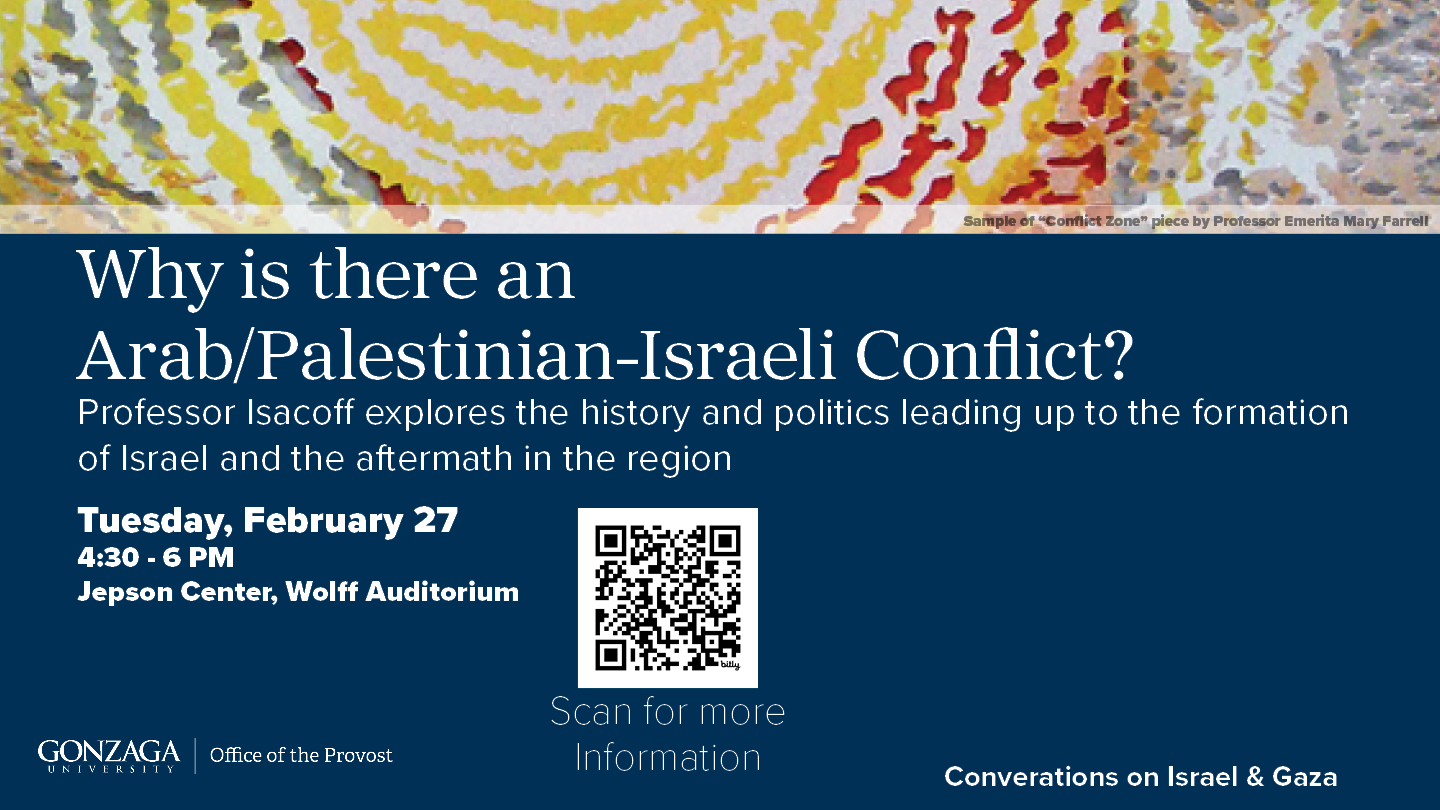 Sample of “Conflict Zone” piece by Professor Emerita Mary Farrell
Why is there an
Arab/Palestinian-Israeli Conflict?
Professor Isacoff explores the history and politics leading up to the formation
of Israel and the aftermath in the region
Tuesday, February 27
4:30 - 6 PM
Jepson Center, Wolff Auditorium
bitly
Scan for more
Information
GONZAGA
UNIVERSITY
Office of the Provost
Converations on Israel & Gaza